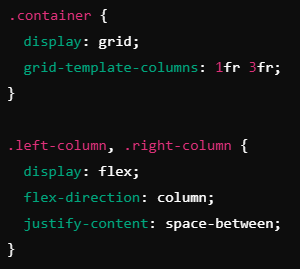 .container {
  display: grid;
  grid-template-columns: 1fr 3fr;
}

.left-column, .right-column {
  display: flex;
  flex-direction: column;
  justify-content: space-between;
}